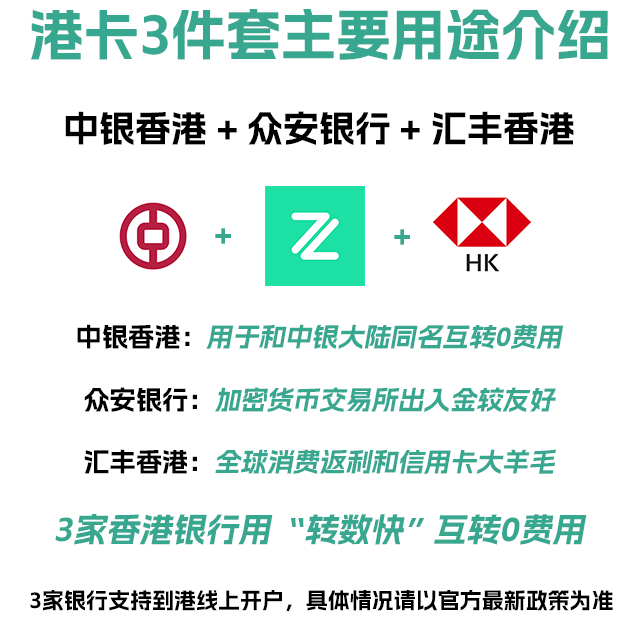 港卡3件套主要用途介绍
中银香港 + 众安银行 + 汇丰香港
HK
中银香港：用于和中银大陆同名互转0费用
众安银行：加密货币交易所出入金较友好
汇丰香港：全球消费返利和信用卡大羊毛
3家香港银行用“转数快”互转0费用
3家银行支持到港线上开户，具体情况请以官方最新政策为准